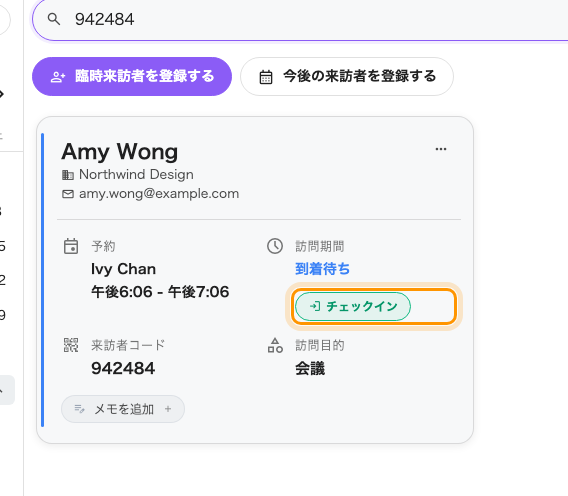 942484
臨時来訪者を登録する
今後の来訪者を登録する
Amy Wong
Northwind Design
amy.wong@example.com
予約
訪問期間
Ivy Chan
到着待ち
午後6:06 - 午後7:06
チェックイン
来訪者コード
訪問目的
942484
会議
メモを追加 +